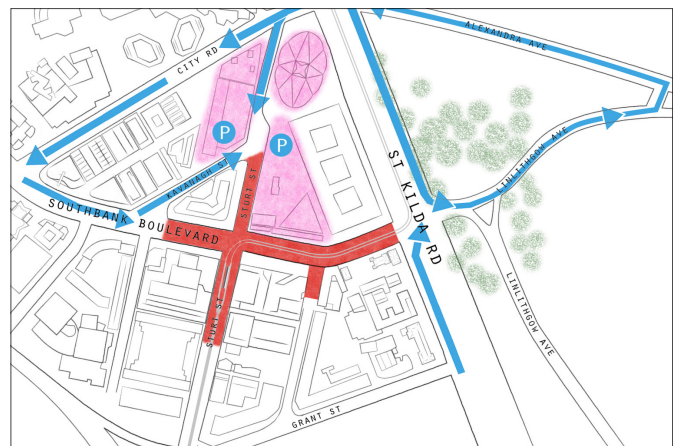 ALEXANDRA AVE
CITY RD
P
P
LINLITHGOW AVE
KAVANAGH ST
STURT ST
ST KILDA RD
SOUTHBANK BOULEVARD
STURT ST
LINLITHGOW AVE
GRANT ST